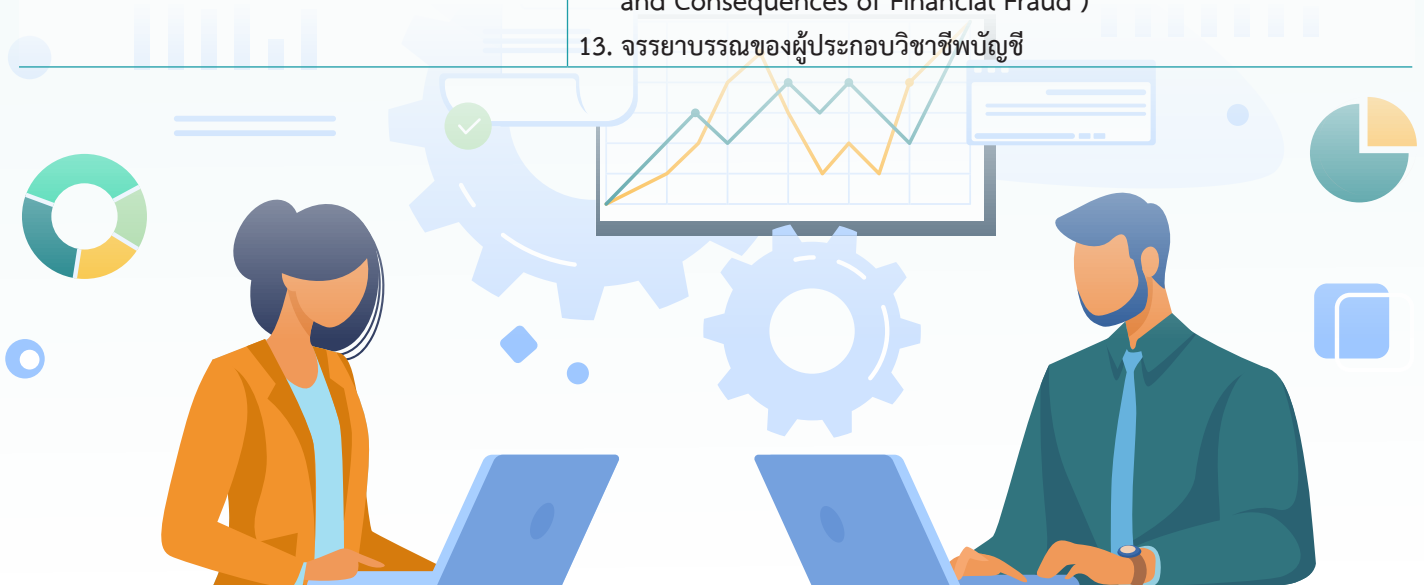 and Consequences of Financial Fraud )
13. จรรยาบรรณของผู้ประกอบวิชาชีพบัญชี